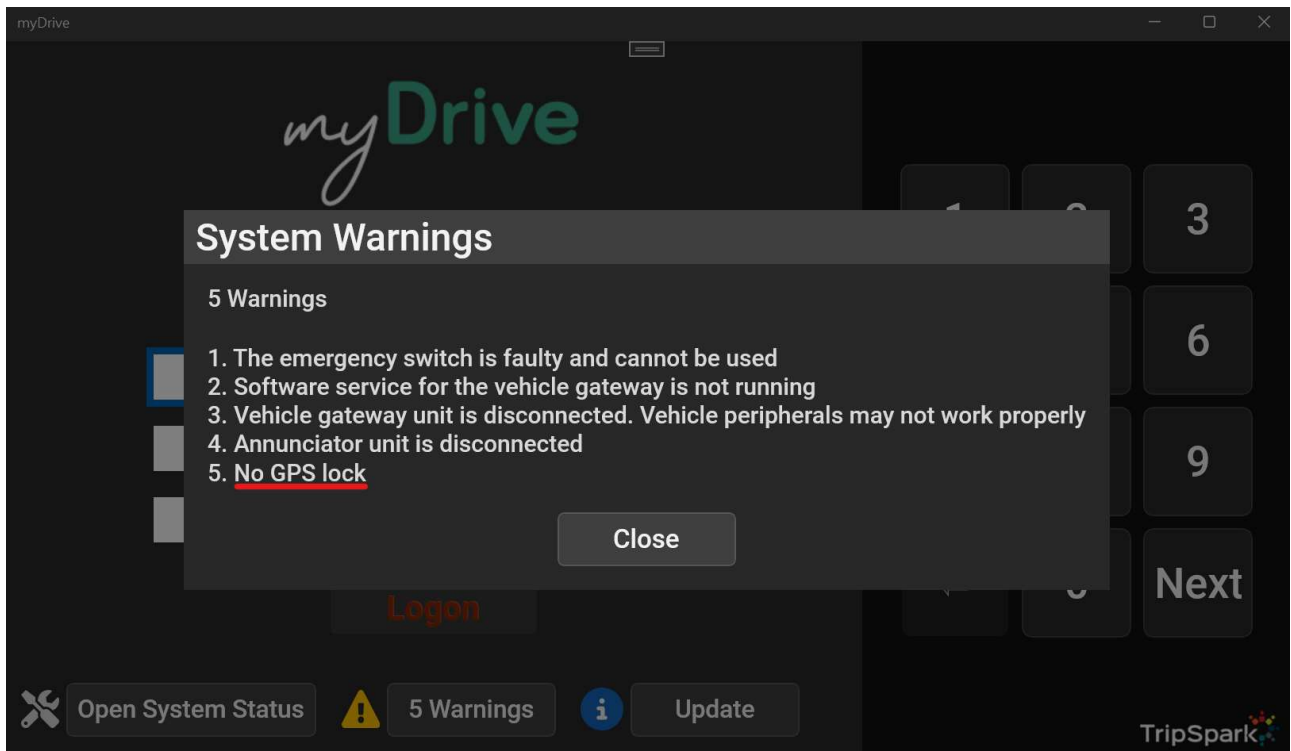 myDrive
myDrive
System Warnings
5 Warnings
1. The emergency switch is faulty and cannot be used
2. Software service for the vehicle gateway is not running
3. Vehicle gateway unit is disconnected. Vehicle peripherals may not work properly
4. Annunciator unit is disconnected
5. No GPS lock
Close
3
6
9
Next
Logon
Open System Status
5 Warnings
Update
TripSpark